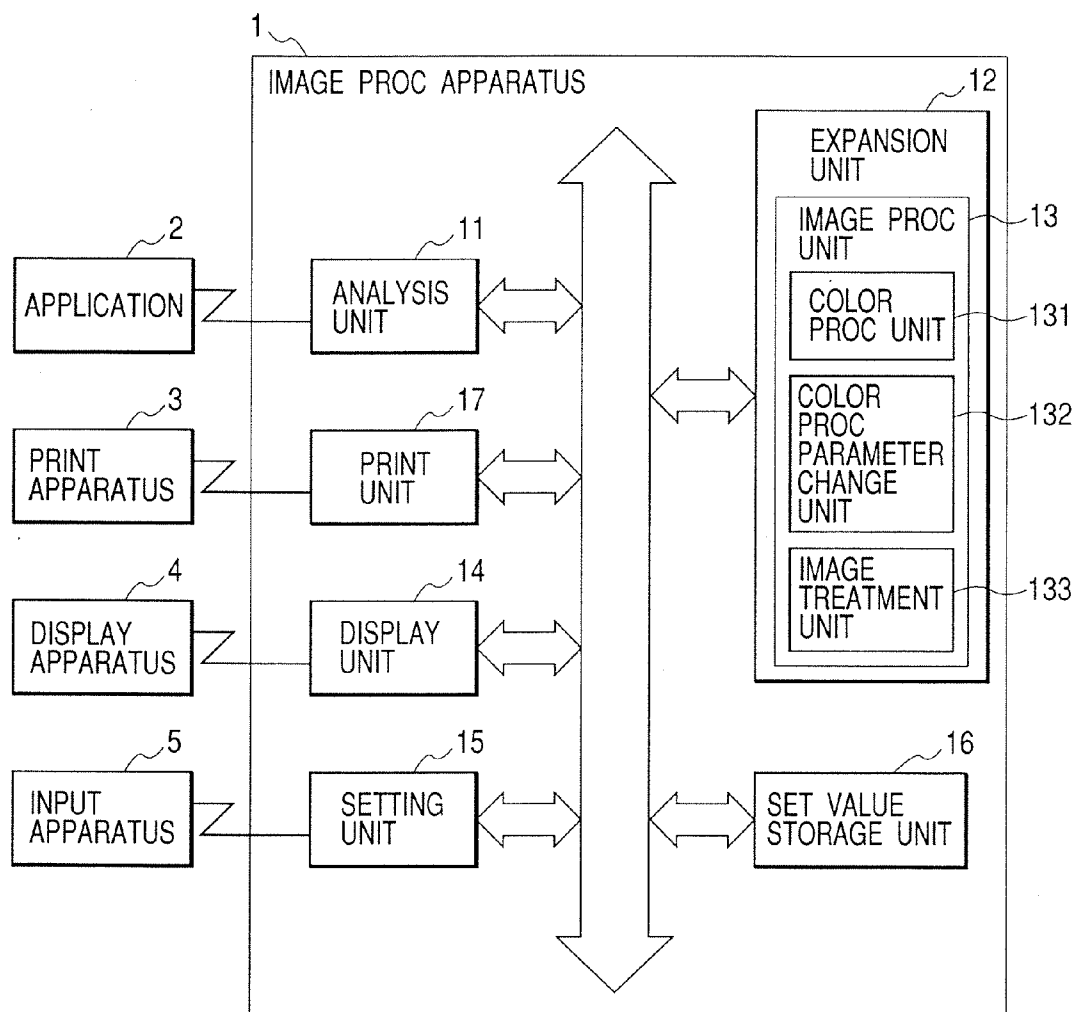 1
IMAGE PROC APPARATUS
12
EXPANSION
UNIT
13
IMAGE PROC
UNIT
COLOR
PROC UNIT
131
COLOR
PROC
PARAMETER
CHANGE
UNIT
132
IMAGE
TREATMENT
UNIT
133
2
APPLICATION
11
ANALYSIS
UNIT
3
PRINT
APPARATUS
17
PRINT
UNIT
4
DISPLAY
APPARATUS
14
DISPLAY
UNIT
5
INPUT
APPARATUS
15
SETTING
UNIT
16
SET VALUE
STORAGE UNIT